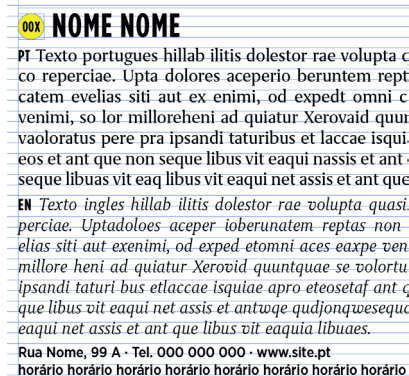 00X NOME NOME
PT Texto portugues hillab ilitis dolestor rae volupta
co reperciae. Upta dolores aceperio beruntem rept
catem evelias siti aut ex enimi, od expedt omni
venimi, so lor milloreheni ad quiatur Xerovaid quun
vaoloratus pere pra ipsandi taturibus et laccae isqui
eos et ant que non seque libus vit eaqui nassis et ant
seque libuas vit eaq libus vit eaqui net assis et ant que
EN Texto ingles hillab ilitis dolestor rae volupta quasi
perciae. Uptadoloes aceper ioberunatem reptas non
elias siti aut exenimi, od exped etomni aces eaxpe ven
millore heni ad quiatur Xerovid quuntquae se volortu
ipsandi taturi bus etlaccae isquiae apro eteosetaf ant
que libus vit eaqui net assis et antwqe qudjonqwesequ
eaqui net assis et ant que libus vit eaquia libuaes.
Rua Nome, 99 A · Tel. 000 000 000 · www.site.pt
horário horário horário horário horário horário horário